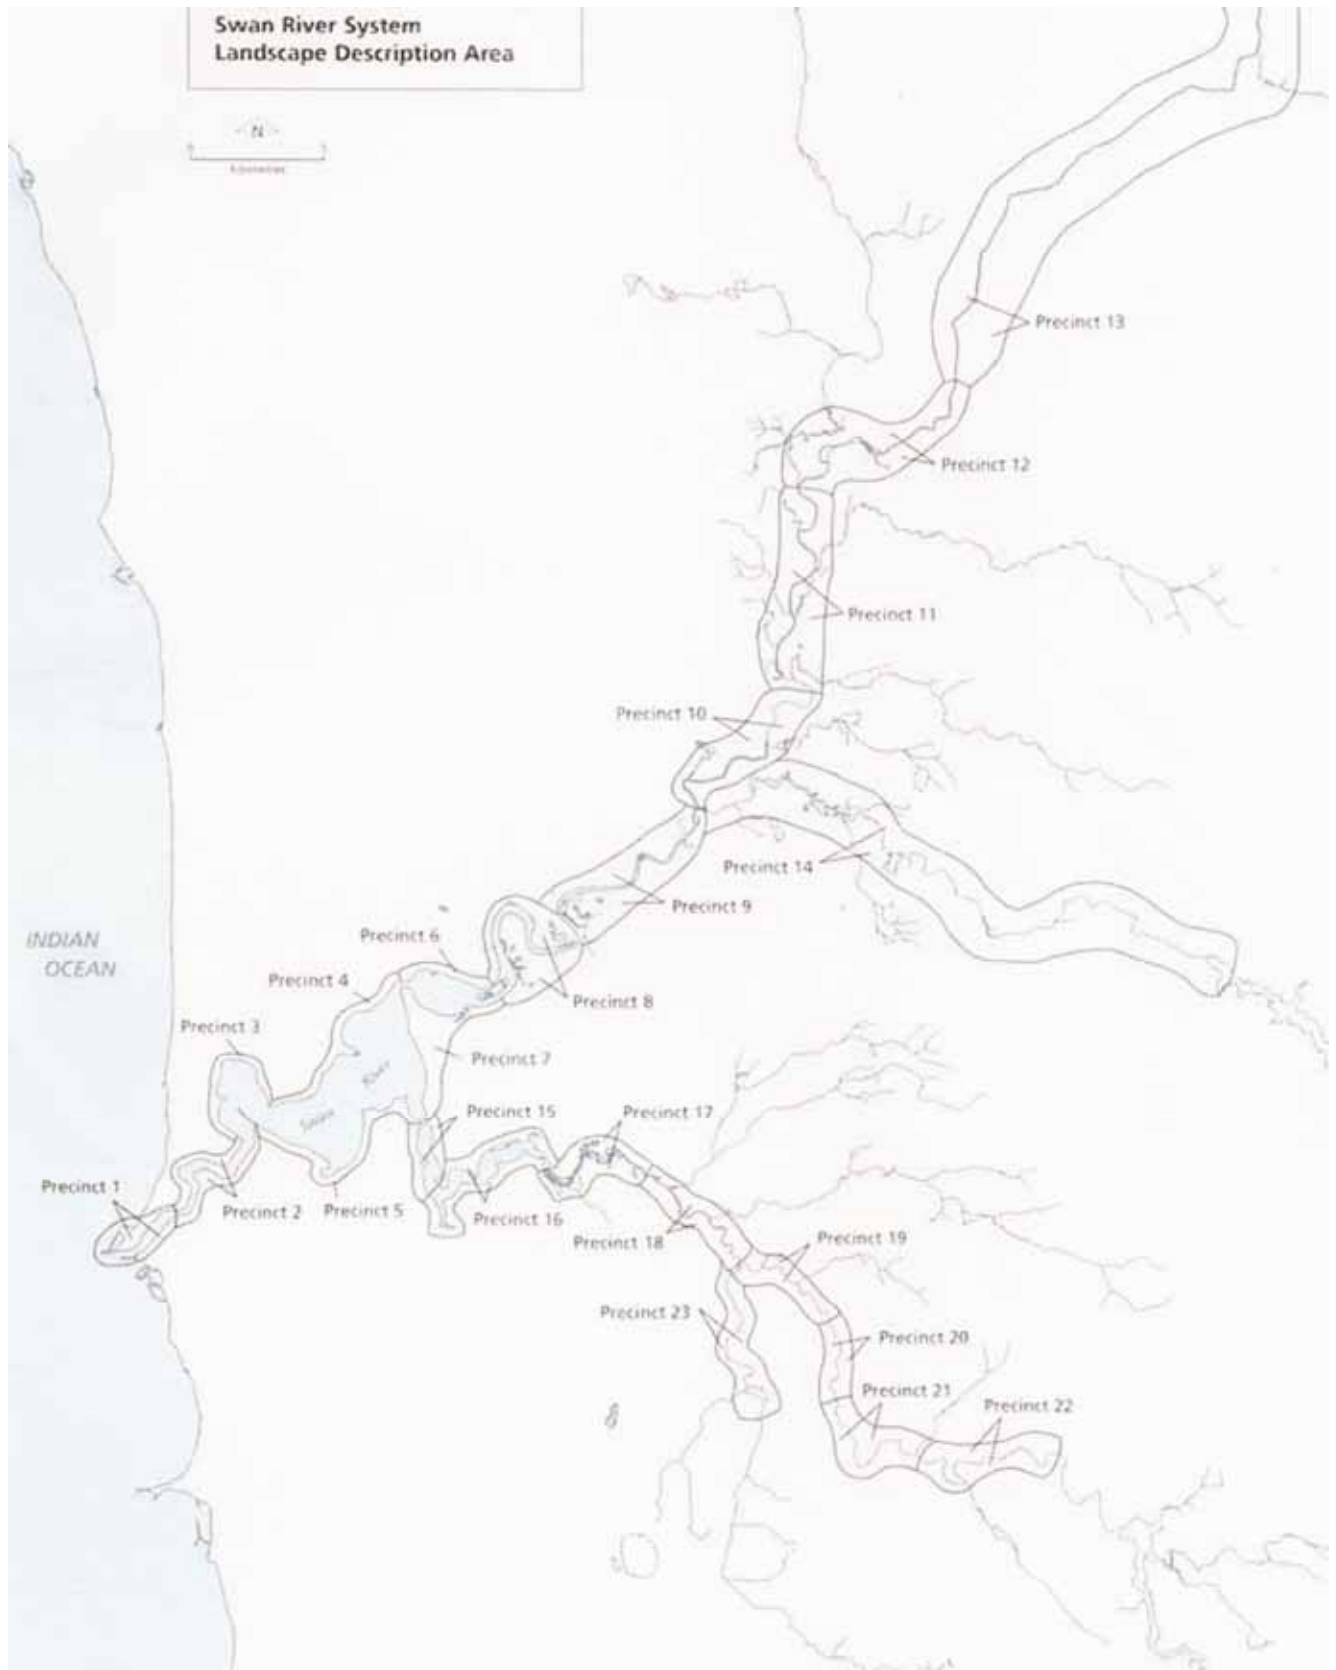 Swan River System
Landscape Description Area
N
Precinct 13
Precinct 12
Precinct 11
Precinct 10
Precinct 14
Precinct 9
Precinct 6
INDIAN
OCEAN
Precinct 4
Precinct 8
Precinct 3
Precinct 7
Swan River
Precinct 15
Precinct 17
Precinct 1
Precinct 2
Precinct 5
Precinct 16
Precinct 18
Precinct 19
Precinct 23
Precinct 20
Precinct 21
Precinct 22